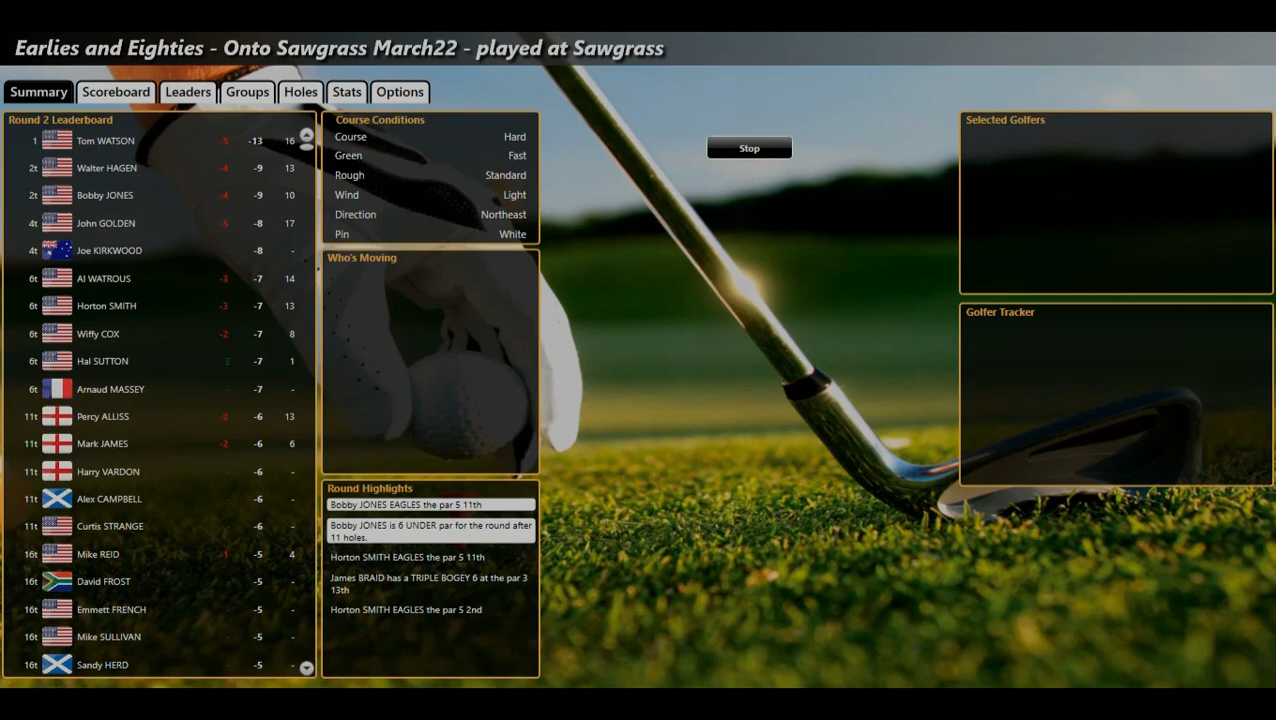 Earlies and Eighties - Onto Sawgrass March22 - played at Sawgrass
Summary Scoreboard Leaders Groups Holes Stats Options
Round 2 Leaderboard
1 Tom WATSON -5 -13 16
2t Walter HAGEN -4 -9 13
2t Bobby JONES -4 -9 10
4t John GOLDEN -5 -8 17
4t Joe KIRKWOOD -8 -
6t Al WATROUS -3 -7 14
6t Horton SMITH -3 -7 13
6t Wiffy COX -2 -7 8
6t Hal SUTTON E -7 1
6t Arnaud MASSEY - -7 -
11t Percy ALLISS -2 -6 13
11t Mark JAMES -2 -6 6
11t Harry VARDON -6 -
11t Alex CAMPBELL -6 -
11t Curtis STRANGE -6 -
16t Mike REID 1 -5 4
16t David FROST -5 -
16t Emmett FRENCH -5 -
16t Mike SULLIVAN -5 -
16t Sandy HERD - -5 -
Course Conditions
Course Hard
Green Fast
Rough Standard
Wind Light
Direction Northeast
Pin White
Who's Moving
Round Highlights
Bobby JONES EAGLES the par 5 11th
Bobby JONES is 6 UNDER par for the round after
11 holes.
Horton SMITH EAGLES the par 5 11th
James BRAID has a TRIPLE BOGEY 6 at the par 3
13th
Horton SMITH EAGLES the par 5 2nd
Stop
Selected Golfers
Golfer Tracker